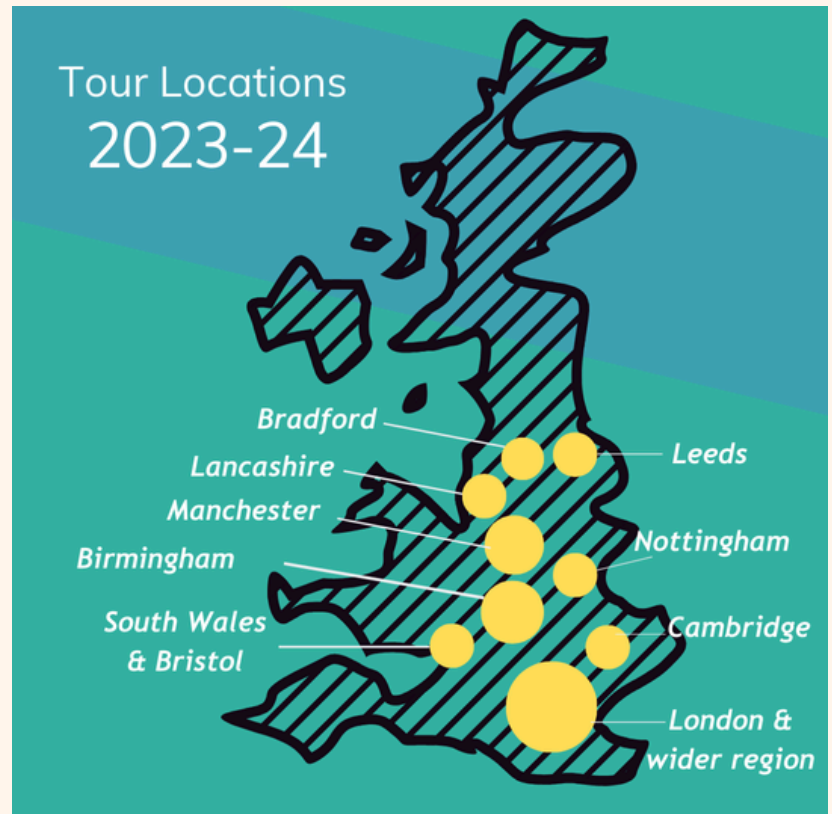 Tour Locations
2023-24
Bradford
Leeds
Lancashire
Manchester
Nottingham
Birmingham
South Wales
& Bristol
Cambridge
London &
wider region